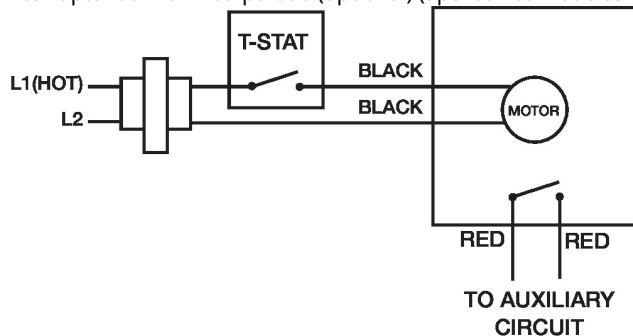 T-STAT
L1(HOT)
BLACK
L2
BLACK
MOTOR
RED
RED
TO AUXILIARY
CIRCUIT